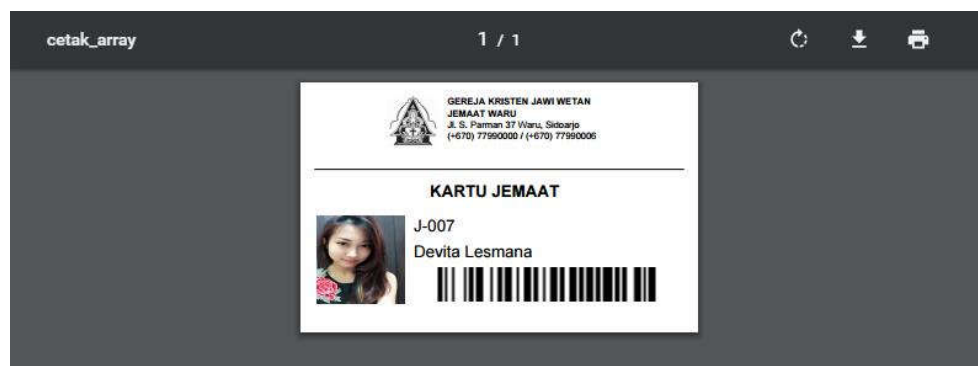 cetak_array
1 / 1
GEREJA KRISTEN JAWI WETAN
JEMAAT WARU
Jl. S. Parman 37 Waru, Sidoarjo
(+670) 77990000 / (+670) 77990006
KARTU JEMAAT
J-007
Devita Lesmana